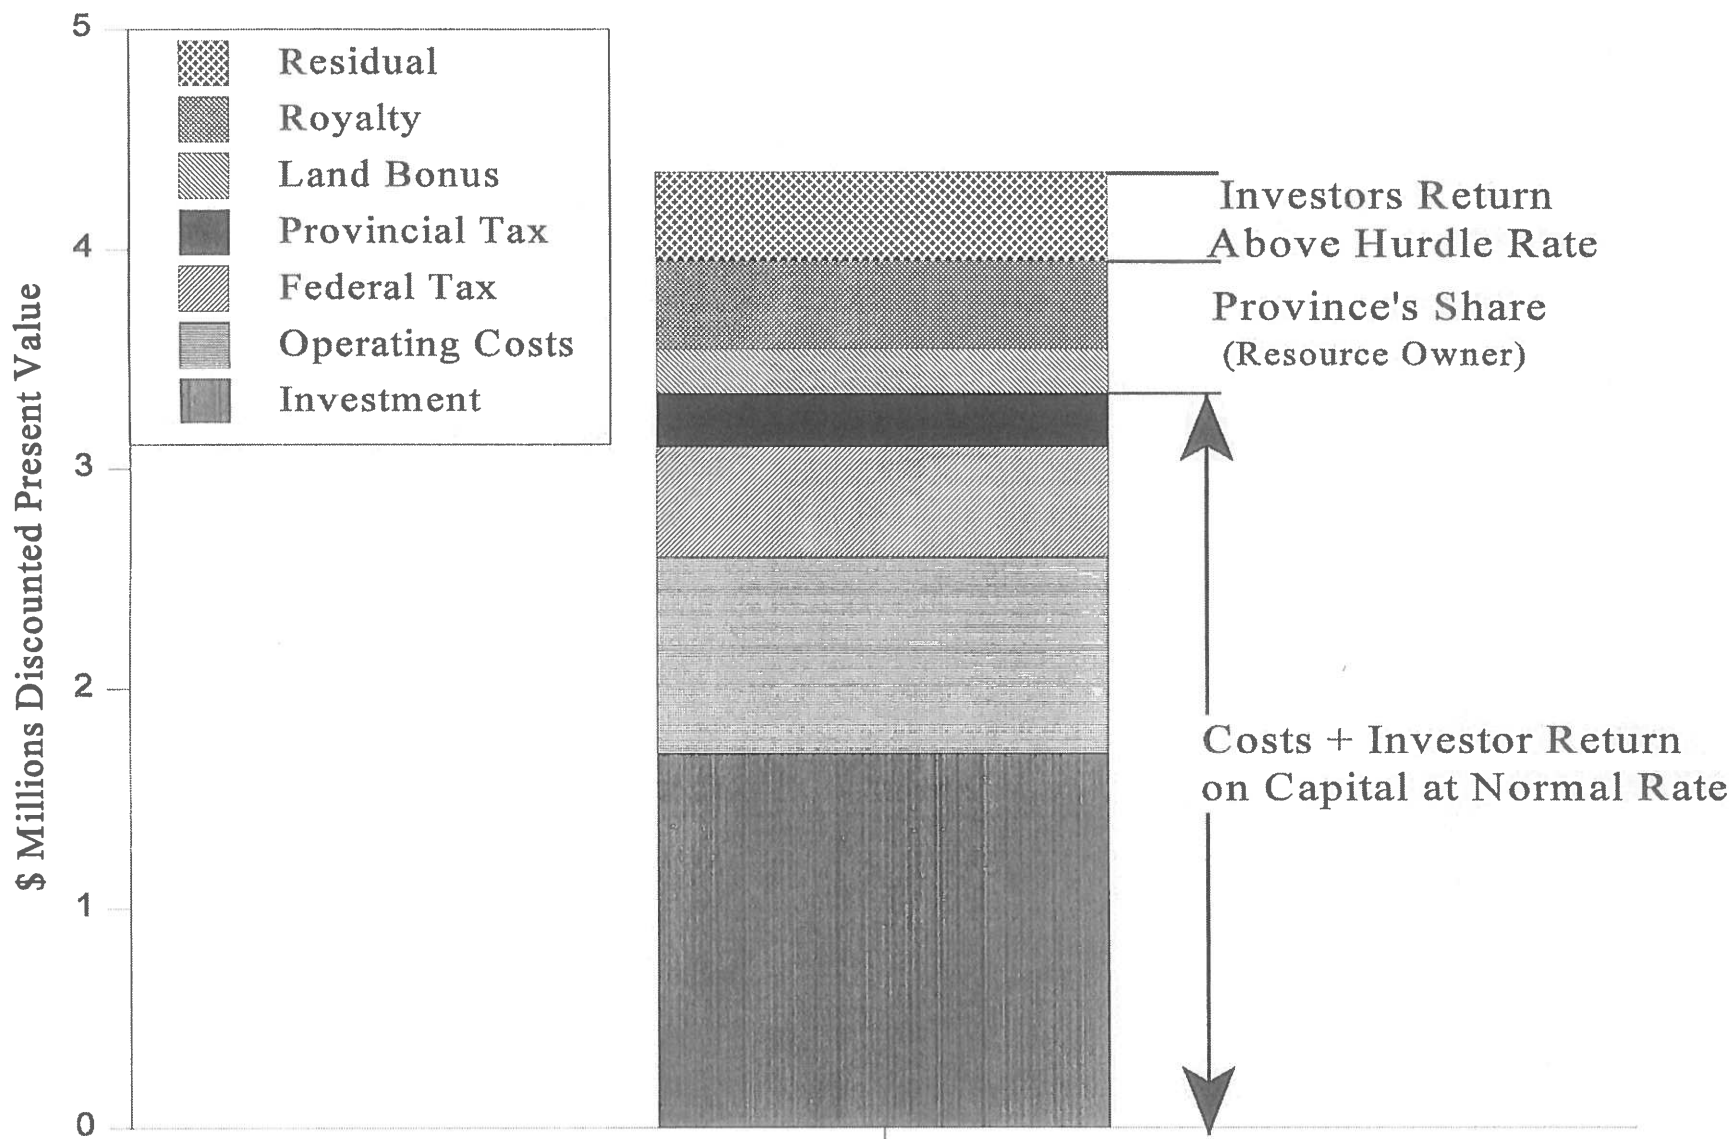 5
4
3
2
1
0
$ Millions Discounted Present Value
Residual
Royalty
Land Bonus
Provincial Tax
Federal Tax
Operating Costs
Investment
Investors Return
Above Hurdle Rate
Province's Share
(Resource Owner)
Costs + Investor Return
on Capital at Normal Rate